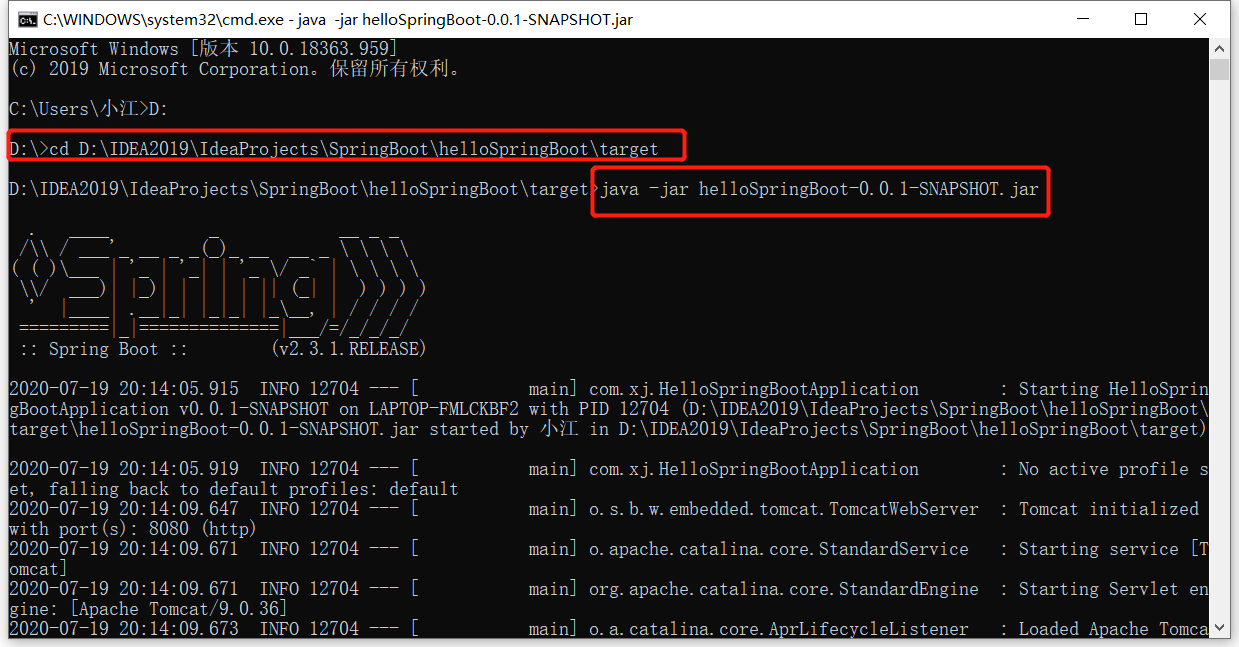 C:\WINDOWS\system32\cmd.exe - java  -jar helloSpringBoot-0.0.1-SNAPSHOT.jar
Microsoft Windows [版本 10.0.18363.959]
(c) 2019 Microsoft Corporation。保留所有权利。
C:\Users\小江>D:
D:\>cd D:\IDEA2019\IdeaProjects\SpringBoot\helloSpringBoot\target
D:\IDEA2019\IdeaProjects\SpringBoot\helloSpringBoot\target>java -jar helloSpringBoot-0.0.1-SNAPSHOT.jar
Spring
:: Spring Boot ::        (v2.3.1.RELEASE)
2020-07-19 20:14:05.915  INFO 12704 --- [           main] com.xj.HelloSpringBootApplication        : Starting HelloSprin
gBootApplication v0.0.1-SNAPSHOT on LAPTOP-FMLCKBF2 with PID 12704 (D:\IDEA2019\IdeaProjects\SpringBoot\helloSpringBoot\
target\helloSpringBoot-0.0.1-SNAPSHOT.jar started by 小江 in D:\IDEA2019\IdeaProjects\SpringBoot\helloSpringBoot\target)
2020-07-19 20:14:05.919  INFO 12704 --- [           main] com.xj.HelloSpringBootApplication        : No active profile s
et, falling back to default profiles: default
2020-07-19 20:14:09.647  INFO 12704 --- [           main] o.s.b.w.embedded.tomcat.TomcatWebServer  : Tomcat initialized
with port(s): 8080 (http)
2020-07-19 20:14:09.671  INFO 12704 --- [           main] o.apache.catalina.core.StandardService   : Starting service [T
omcat]
2020-07-19 20:14:09.671  INFO 12704 --- [           main] org.apache.catalina.core.StandardEngine  : Starting Servlet en
gine: [Apache Tomcat/9.0.36]
2020-07-19 20:14:09.673  INFO 12704 --- [           main] o.a.catalina.core.AprLifecycleListener   : Loaded Apache Tomca